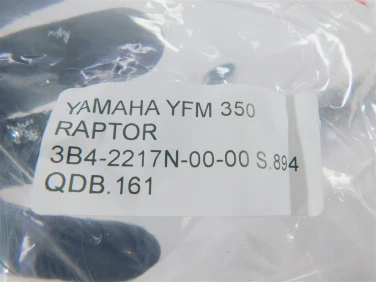 YAMAHA YFM 350
RAPTOR
3B4-2217N-00-00 S.894
QDB.161